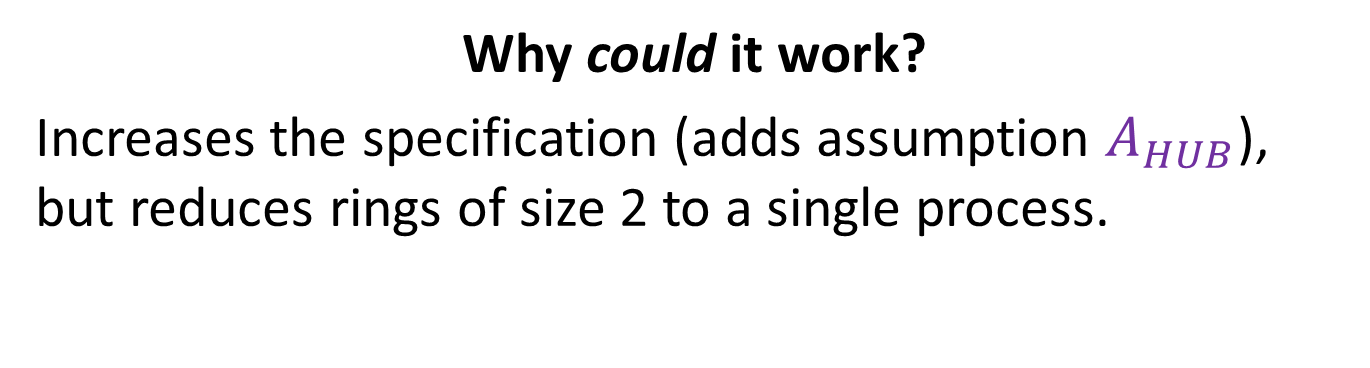 Why could it work?
Increases the specification (adds assumption A_HUB),
but reduces rings of size 2 to a single process.